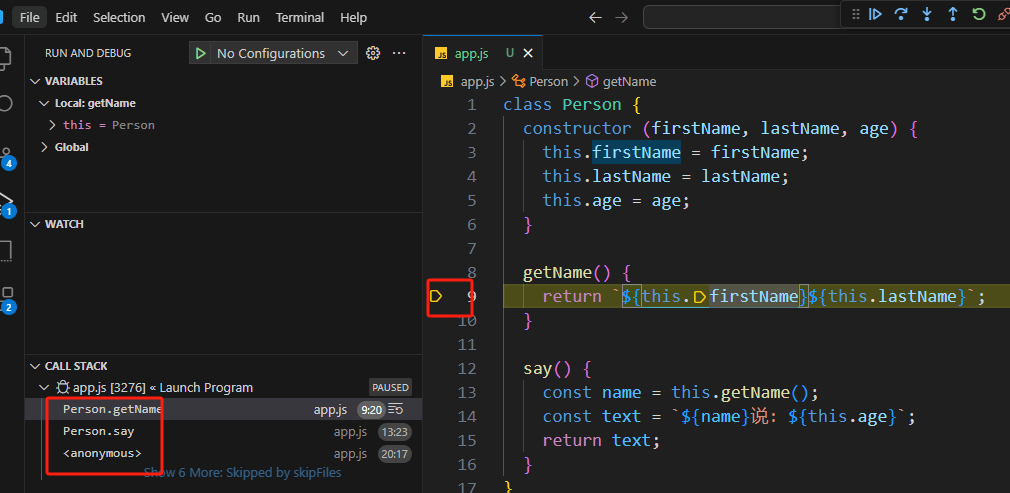 File Edit Selection View Go Run Terminal Help
RUN AND DEBUG No Configurations ...
JS app.js U
VARIABLES
JS app.js > Person > getName
Local: getName
this = Person
Global
4
1
2
WATCH
CALL STACK
app.js [3276] « Launch Program PAUSED
Person.getName app.js 9:20
Person.say app.js 13:23
<anonymous> app.js 20:17
Show 6 More: Skipped by skipFiles
1 class Person {
2 constructor (firstName, lastName, age) {
3 this.firstName = firstName;
4 this.lastName = lastName;
5 this.age = age;
6 }
7
8 getName() {
9 return `${this.firstName}${this.lastName}`;
10 }
11
12 say() {
13 const name = this.getName();
14 const text = `${name}说: ${this.age}`;
15 return text;
16 }
17 }